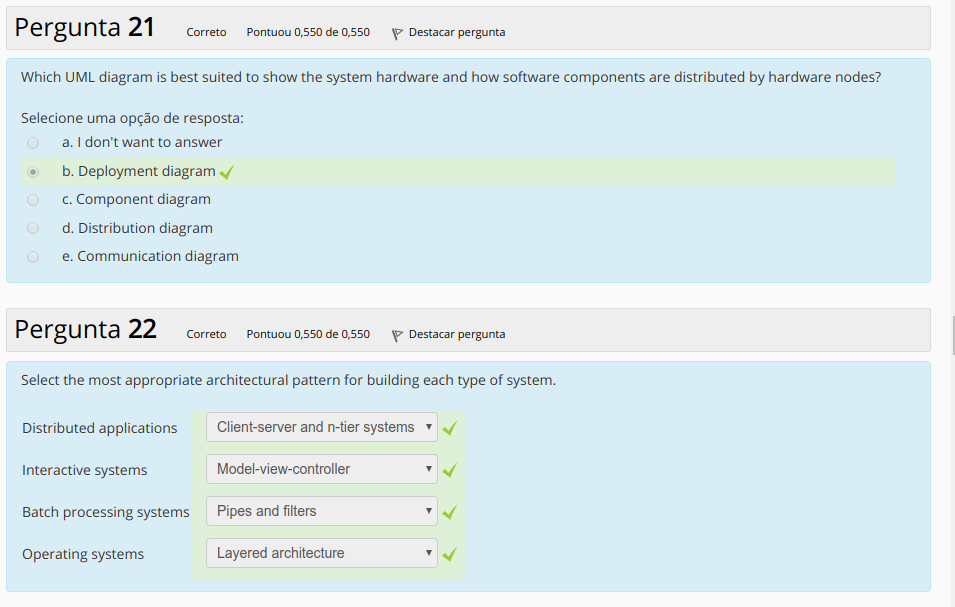 Pergunta 21 Correto Pontuou 0,550 de 0,550 Destacar pergunta
Which UML diagram is best suited to show the system hardware and how software components are distributed by hardware nodes?
Selecione uma opção de resposta:
a. I don't want to answer
b. Deployment diagram
c. Component diagram
d. Distribution diagram
e. Communication diagram
Pergunta 22 Correto Pontuou 0,550 de 0,550 Destacar pergunta
Select the most appropriate architectural pattern for building each type of system.
Distributed applications Client-server and n-tier systems
Interactive systems Model-view-controller
Batch processing systems Pipes and filters
Operating systems Layered architecture